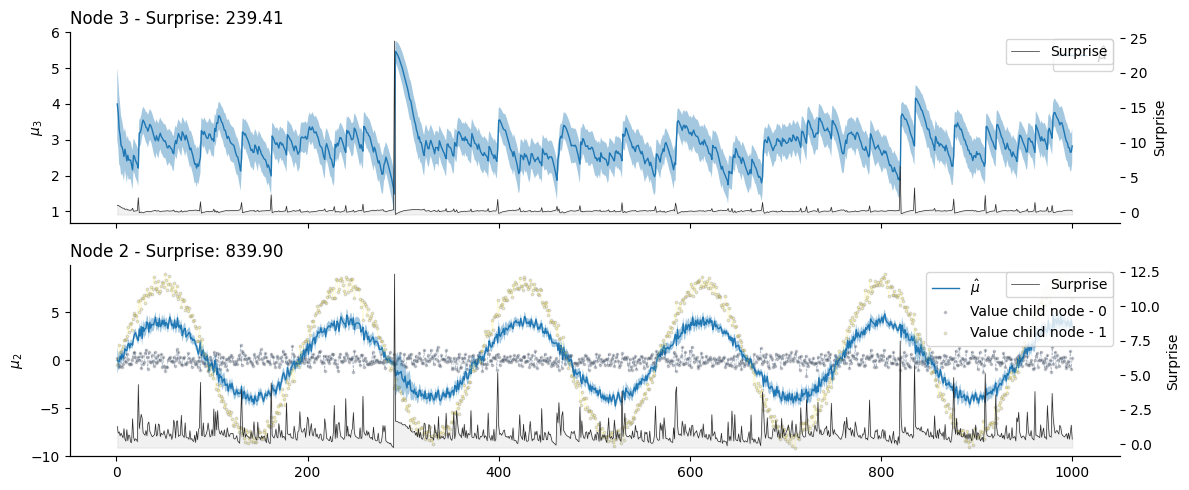 Node 3 - Surprise: 239.41
6
5
4
3
2
1
μ3
25
20
15
10
5
0
Surprise
Surprise
Node 2 - Surprise: 839.90
5
0
−5
−10
μ2
12.5
10.0
7.5
5.0
2.5
0.0
Surprise
μ̂
Value child node - 0
Value child node - 1
Surprise
0
200
400
600
800
1000